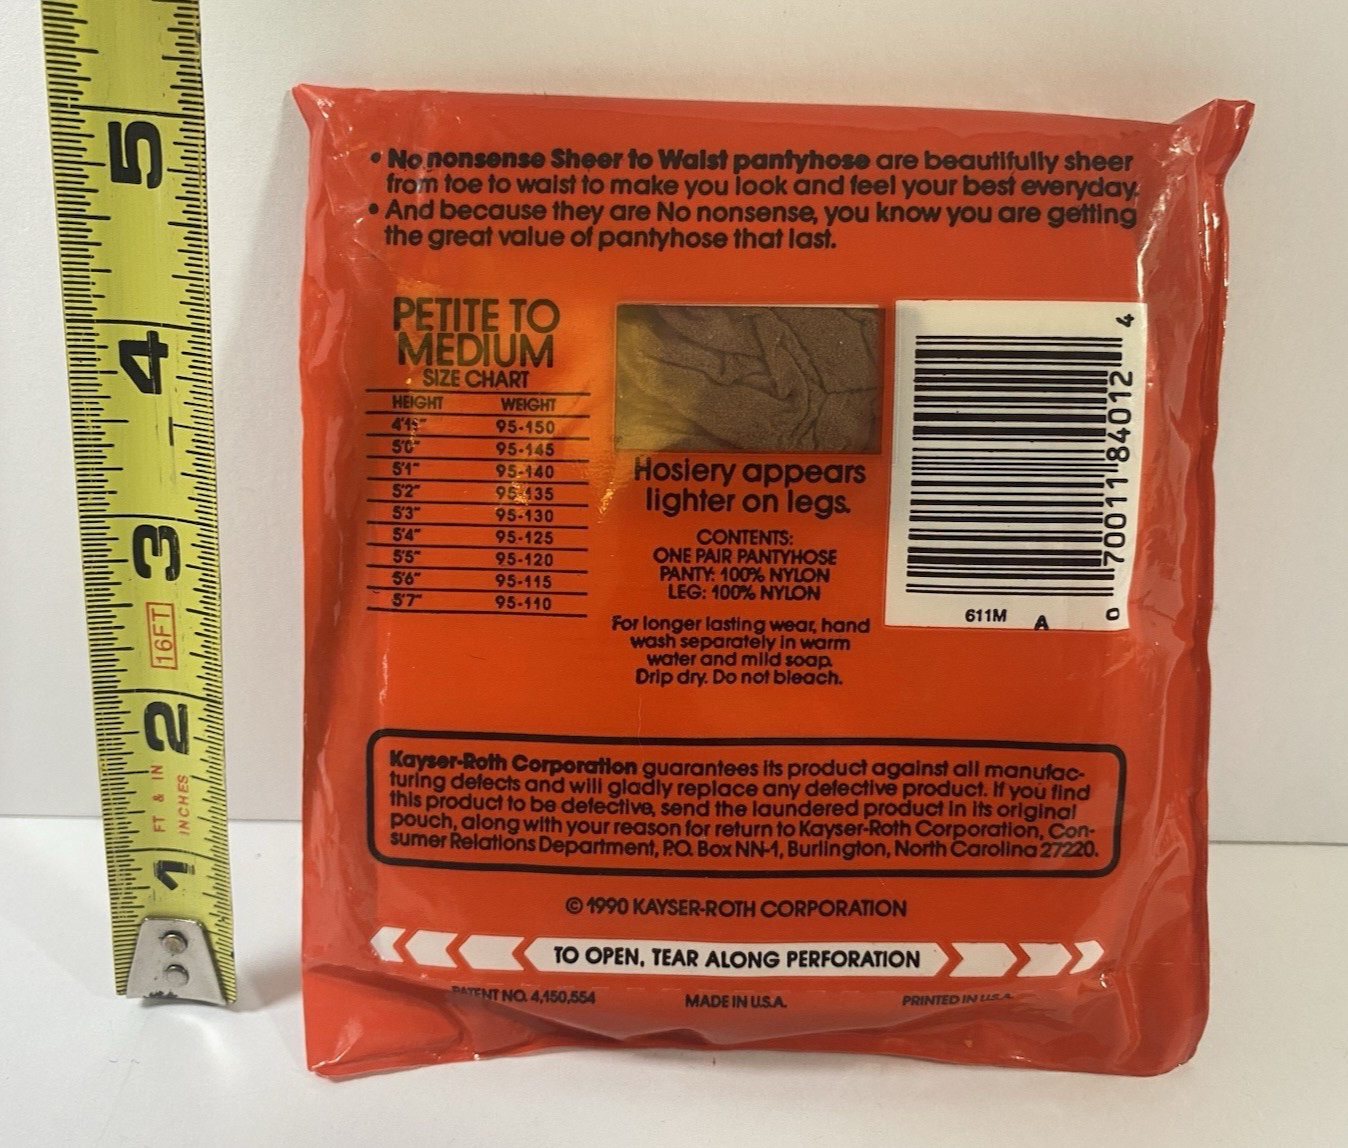 5
4
3
16FT
2
FT & IN
INCHES
1
• No nonsense Sheer to Waist pantyhose are beautifully sheer
from toe to waist to make you look and feel your best everyday.
• And because they are No nonsense, you know you are getting
the great value of pantyhose that last.
PETITE TO
MEDIUM
SIZE CHART
HEIGHT WEIGHT
4'11" 95-150
5'0" 95-145
5'1" 95-140
5'2" 95-135
5'3" 95-130
5'4" 95-125
5'5" 95-120
5'6" 95-115
5'7" 95-110
Hosiery appears
lighter on legs.
CONTENTS:
ONE PAIR PANTYHOSE
PANTY: 100% NYLON
LEG: 100% NYLON
For longer lasting wear, hand
wash separately in warm
water and mild soap.
Drip dry. Do not bleach.
0 70011 84012 4
611M A
Kayser-Roth Corporation guarantees its product against all manufac-
turing defects and will gladly replace any defective product. If you find
this product to be defective, send the laundered product in its original
pouch, along with your reason for return to Kayser-Roth Corporation, Con-
sumer Relations Department, P.O. Box NN-1, Burlington, North Carolina 27220.
© 1990 KAYSER-ROTH CORPORATION
TO OPEN, TEAR ALONG PERFORATION
PATENT NO. 4,150,554 MADE IN U.S.A. PRINTED IN U.S.A.